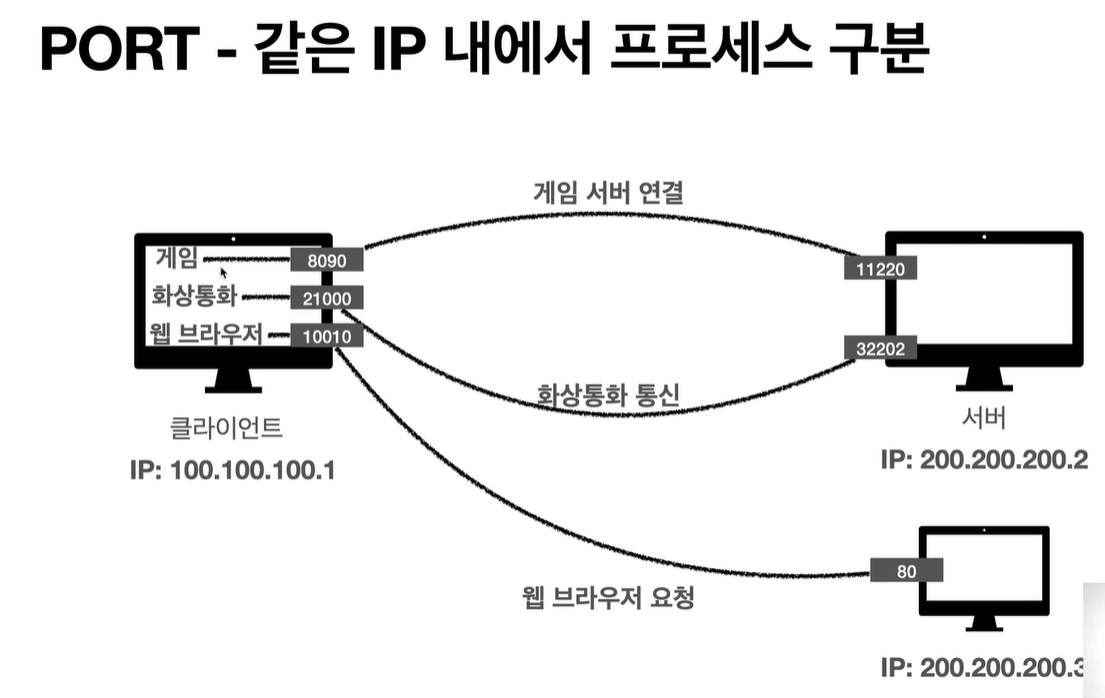 PORT - 같은 IP 내에서 프로세스 구분
게임 서버 연결
게임
8090
11220
화상통화
21000
웹 브라우저
10010
32202
화상통화 통신
클라이언트
서버
IP: 100.100.100.1
IP: 200.200.200.2
80
웹 브라우저 요청
IP: 200.200.200.3